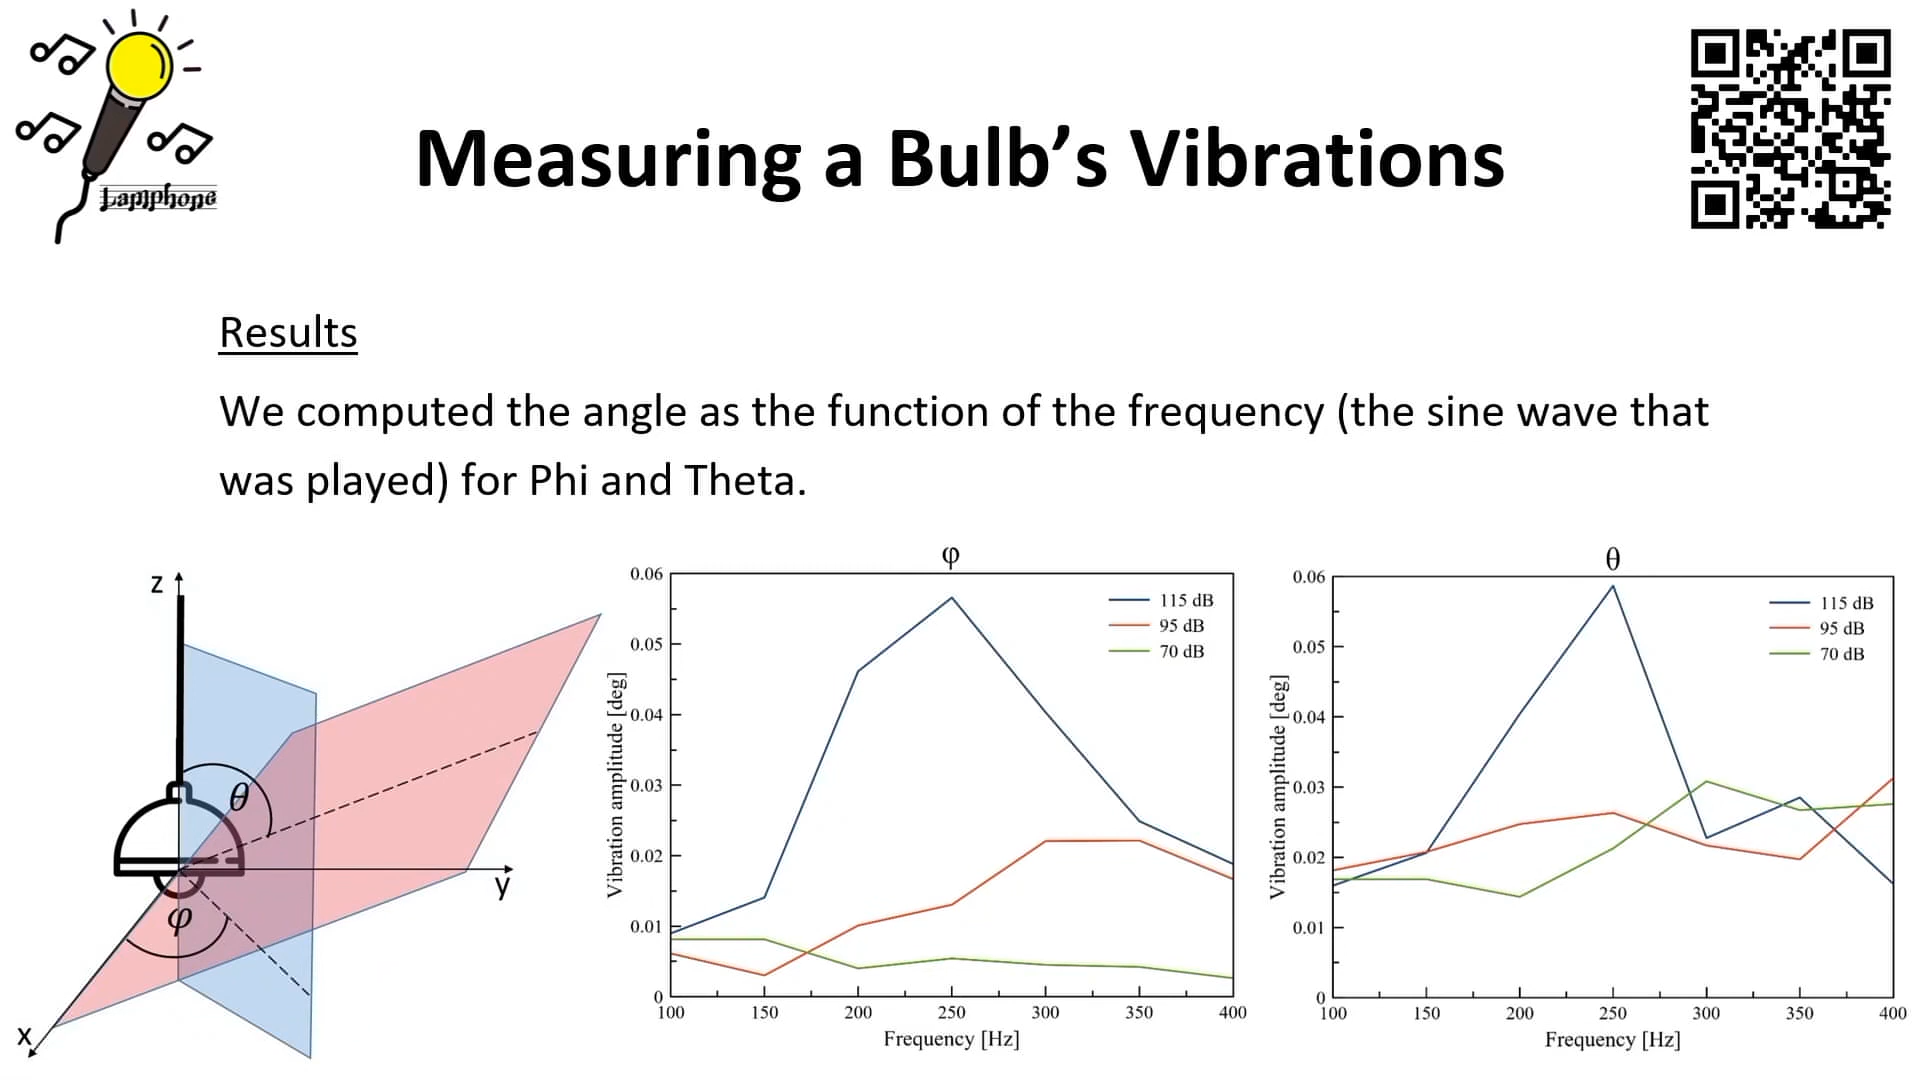 Lamphone
Measuring a Bulb’s Vibrations
Results
We computed the angle as the function of the frequency (the sine wave that
was played) for Phi and Theta.
z
θ
y
φ
x
φ
0.06
0.05
0.04
0.03
0.02
0.01
0
Vibration amplitude [deg]
115 dB
95 dB
70 dB
100 150 200 250 300 350 400
Frequency [Hz]
θ
0.06
0.05
0.04
0.03
0.02
0.01
0
Vibration amplitude [deg]
115 dB
95 dB
70 dB
100 150 200 250 300 350 400
Frequency [Hz]